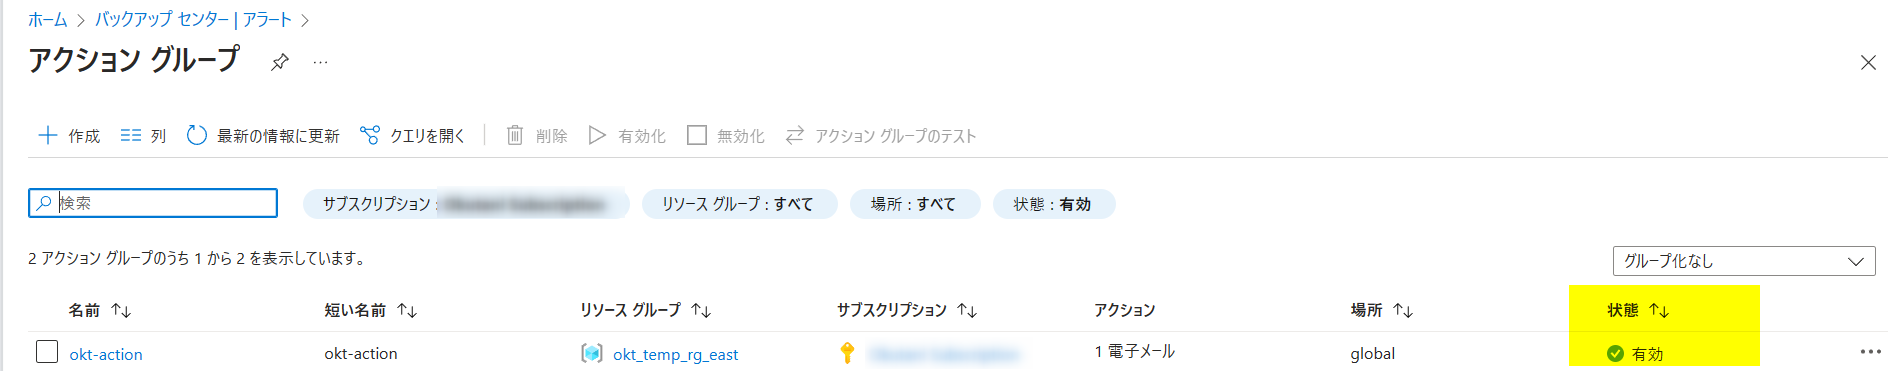 ホーム > バックアップ センター | アラート >
アクション グループ ...
作成 列 最新の情報に更新 クエリを開く 削除 有効化 無効化 アクション グループのテスト
検索 サブスクリプション : リソース グループ : すべて 場所 : すべて 状態 : 有効
2 アクション グループのうち 1 から 2 を表示しています。
グループ化なし
名前 ↑↓ 短い名前 ↑↓ リソース グループ ↑↓ サブスクリプション ↑↓ アクション 場所 ↑↓ 状態 ↑↓
okt-action okt-action okt_temp_rg_east 1 電子メール global 有効 ...